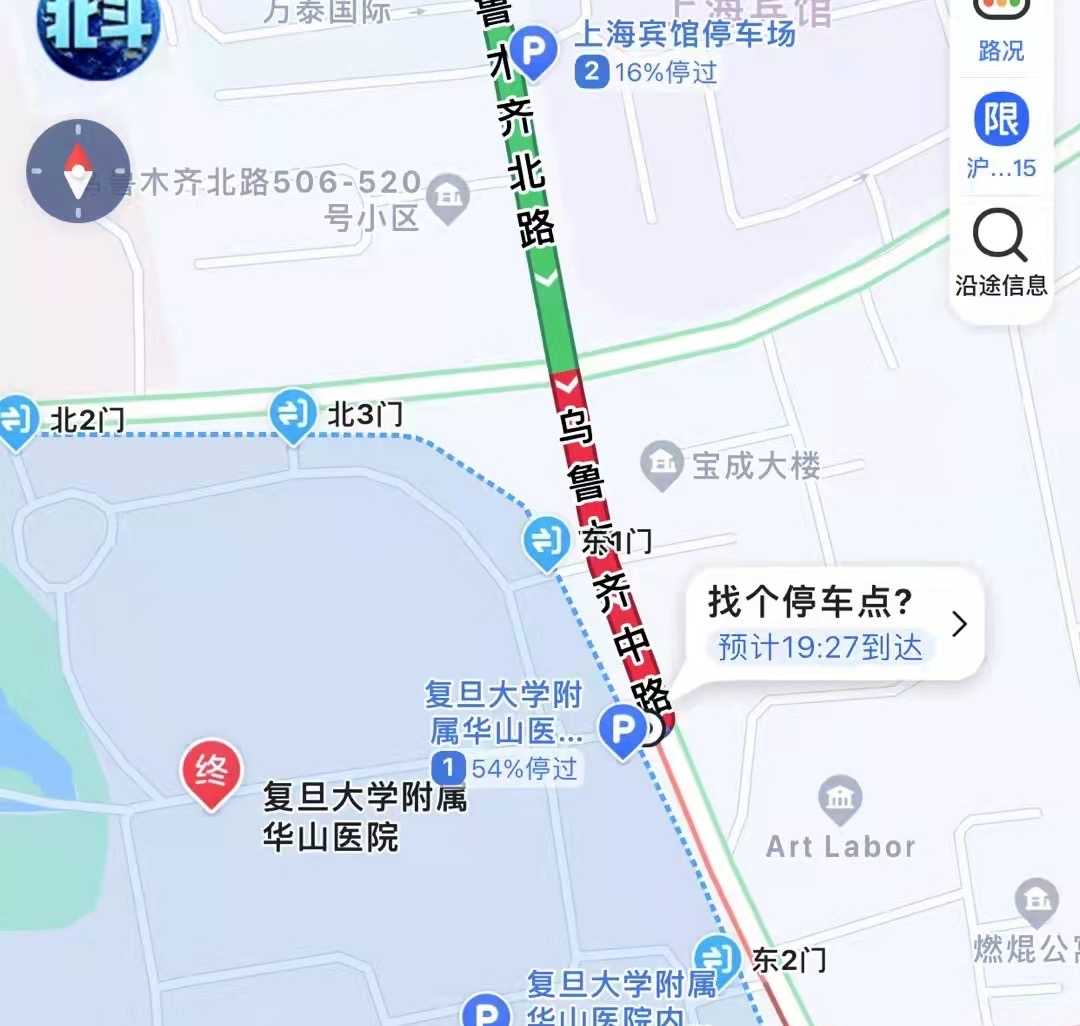 北斗
万泰国际
上海宾馆
路况
限
沪...15
沿途信息
鲁木齐北路
P
上海宾馆停车场
2 16%停过
鲁木齐北路506-520
号小区
北2门
北3门
乌鲁木齐中路
宝成大楼
东1门
找个停车点?
预计19:27到达
复旦大学附
属华山医...
P
1 54%停过
终
复旦大学附属
华山医院
Art Labor
燃焜公寓
东2门
P
复旦大学附属
华山医院内...